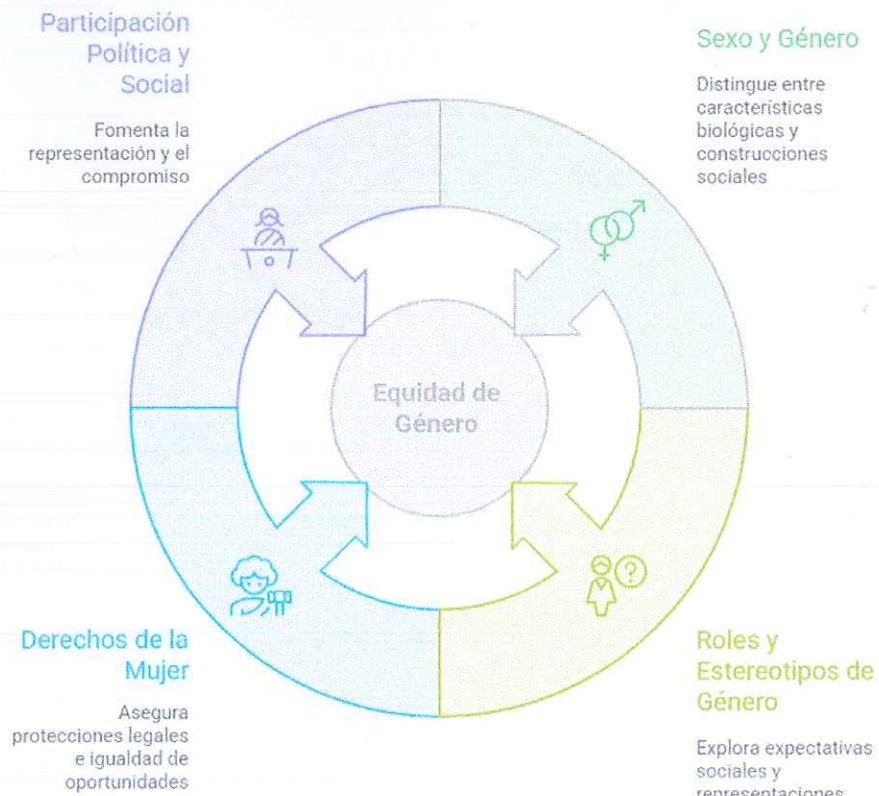 Participación
Política y
Social
Fomenta la
representación y el
compromiso
Sexo y Género
Distingue entre
características
biológicas y
construcciones
sociales
Equidad de
Género
Derechos de la
Mujer
Asegura
protecciones legales
e igualdad de
oportunidades
Roles y
Estereotipos de
Género
Explora expectativas
sociales y
representaciones